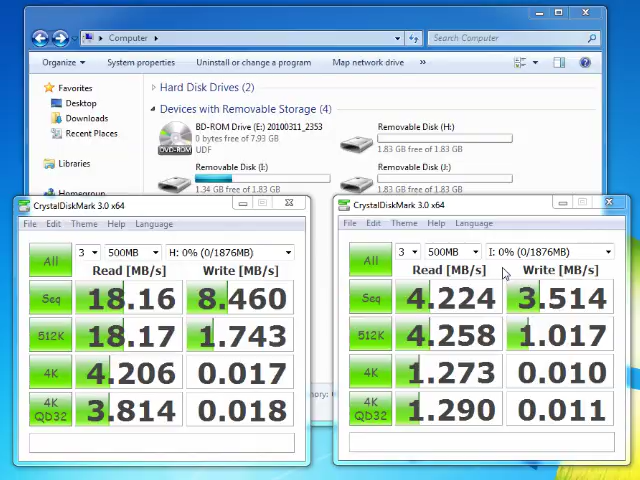 Computer
Search Computer
Organize
System properties
Uninstall or change a program
Map network drive
»
Favorites
Desktop
Downloads
Recent Places
Libraries
Homegroup
Hard Disk Drives (2)
Devices with Removable Storage (4)
BD-ROM Drive (E:) 20100311_2353
0 bytes free of 7.93 GB
UDF
DVD-ROM
Removable Disk (H:)
1.83 GB free of 1.83 GB
Removable Disk (I:)
1.34 GB free of 1.83 GB
Removable Disk (J:)
1.83 GB free of 1.83 GB
CrystalDiskMark 3.0 x64
File Edit Theme Help Language
All 3 500MB H: 0% (0/1876MB)
Read [MB/s] Write [MB/s]
Seq 18.16 8.460
512K 18.17 1.743
4K 4.206 0.017
4K QD32 3.814 0.018
CrystalDiskMark 3.0 x64
File Edit Theme Help Language
All 3 500MB I: 0% (0/1876MB)
Read [MB/s] Write [MB/s]
Seq 4.224 3.514
512K 4.258 1.017
4K 1.273 0.010
4K QD32 1.290 0.011